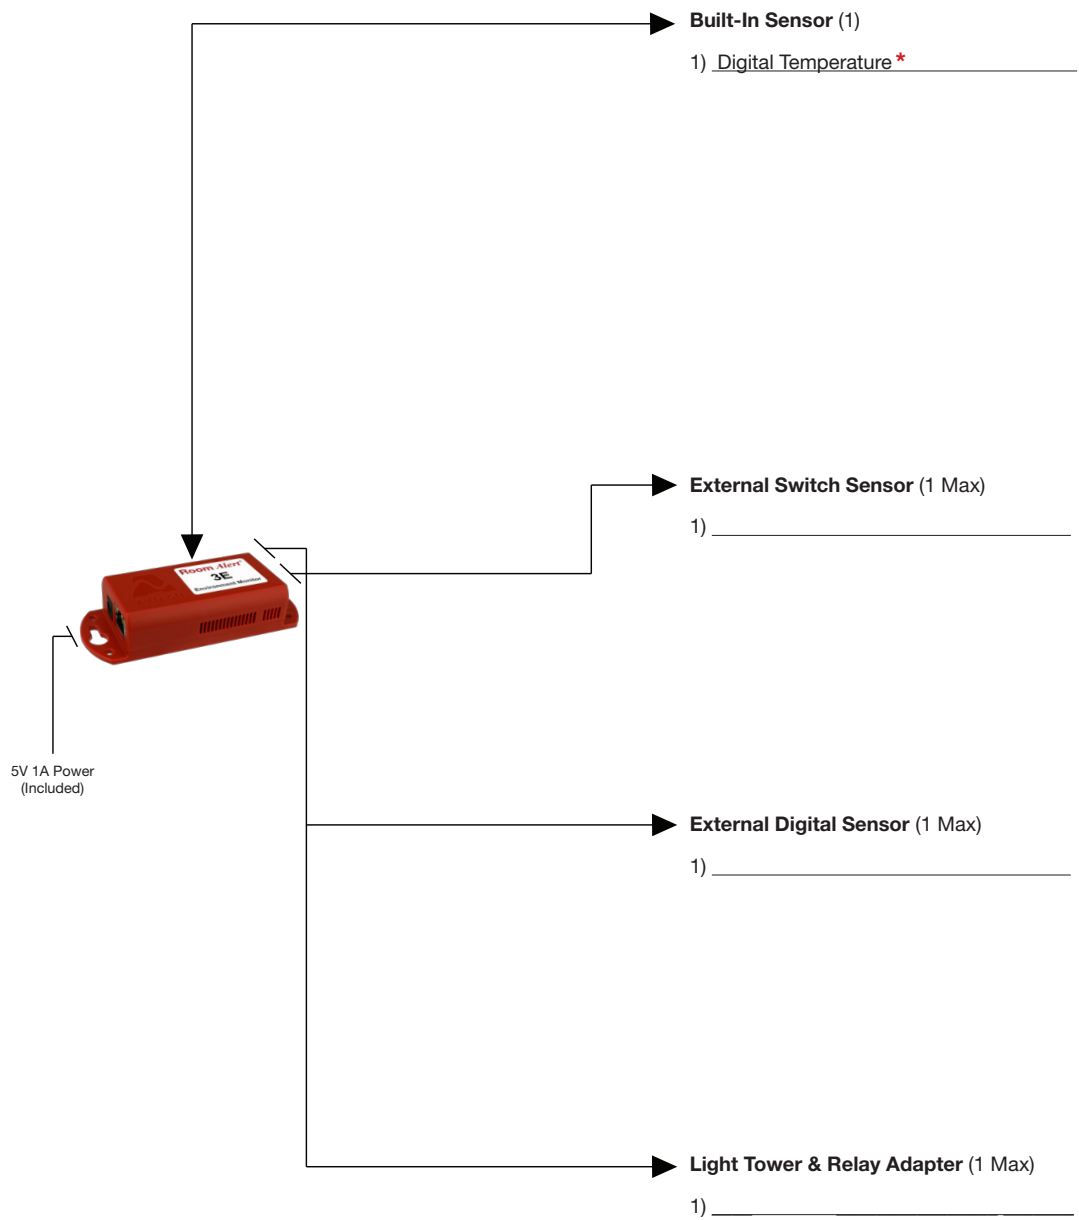 Built-In Sensor (1)
1) Digital Temperature *
External Switch Sensor (1 Max)
1)
Room Alert
3E
Environment Monitor
5V 1A Power
(Included)
External Digital Sensor (1 Max)
1)
Light Tower & Relay Adapter (1 Max)
1)